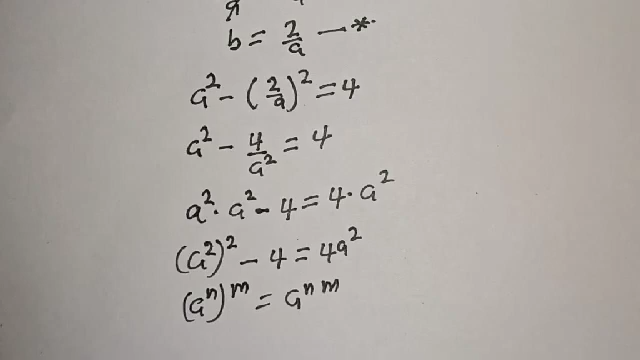 b = 2/a —*
a² - (2/a)² = 4
a² - 4/a² = 4
a² · a² - 4 = 4 · a²
(a²)² - 4 = 4a²
(aⁿ)ᵐ = aⁿᵐ